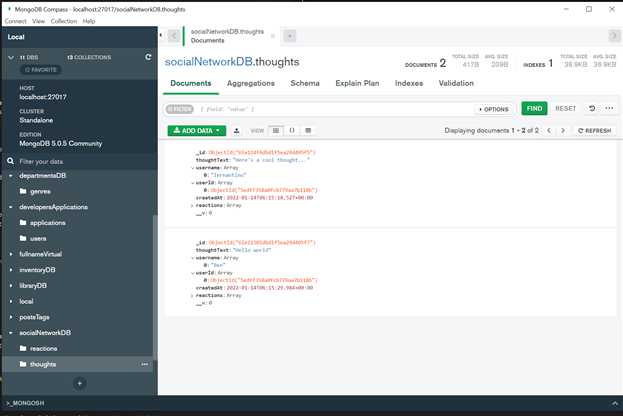 MongoDB Compass - localhost:27017/socialNetworkDB.thoughts
Connect View Collection Help
Local
11 DBS 13 COLLECTIONS
FAVORITE
HOST
localhost:27017
CLUSTER
Standalone
EDITION
MongoDB 5.0.5 Community
Filter your data
departmentsDB
genres
developersApplications
applications
users
fullnameVirtual
inventoryDB
libraryDB
local
postsTags
socialNetworkDB
reactions
thoughts
>_MONGOSH
socialNetworkDB.thoughts
Documents
socialNetworkDB.thoughts
DOCUMENTS 2 TOTAL SIZE 417B AVG. SIZE 209B INDEXES 1 TOTAL SIZE 36.9KB AVG. SIZE 36.9KB
Documents Aggregations Schema Explain Plan Indexes Validation
FILTER { field: 'value' } OPTIONS FIND RESET
ADD DATA VIEW {} Displaying documents 1 - 2 of 2 REFRESH
thoughtText:"Here's a cool thought..."
username:Array
0:"lernantino"
userId:Array
0:ObjectId("5edff358a0fcb779aa7b118b")
createdAt:2022-01-14T06:15:18.527+00:00
reactions:Array
__v:0
thoughtText:"Hello world"
username:Array
0:"Ben"
userId:Array
0:ObjectId("5edff358a0fcb779aa7b118b")
createdAt:2022-01-14T06:15:29.984+00:00
reactions:Array
__v:0